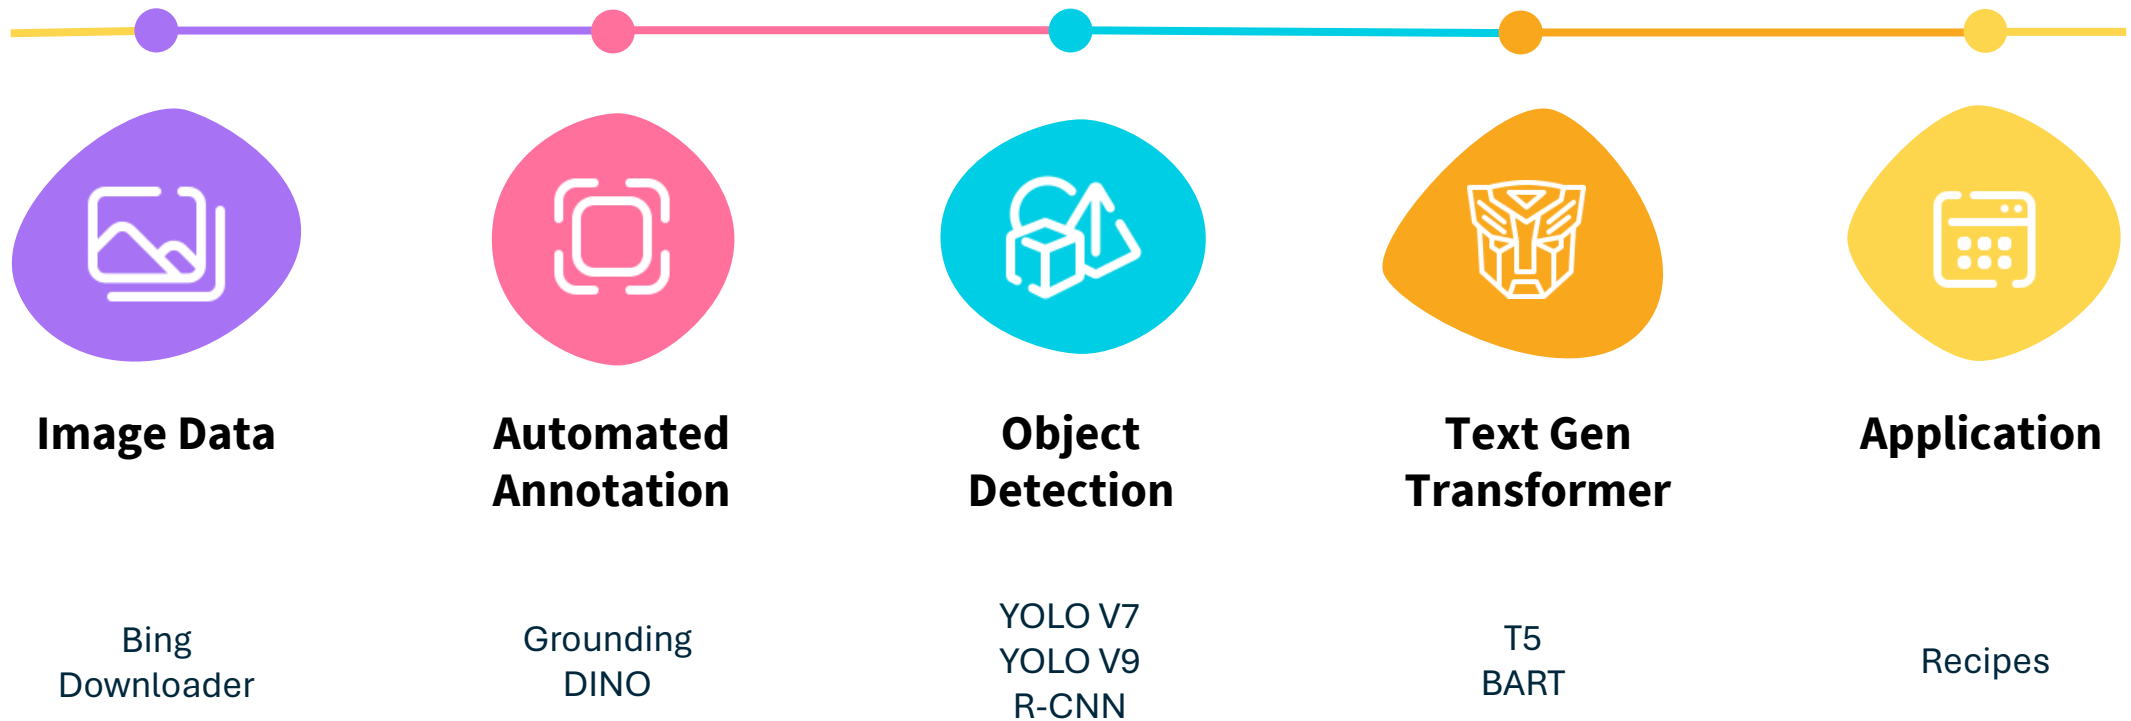 Image Data
Automated
Annotation
Object
Detection
Text Gen
Transformer
Application
Bing
Downloader
Grounding
DINO
YOLO V7
YOLO V9
R-CNN
T5
BART
Recipes